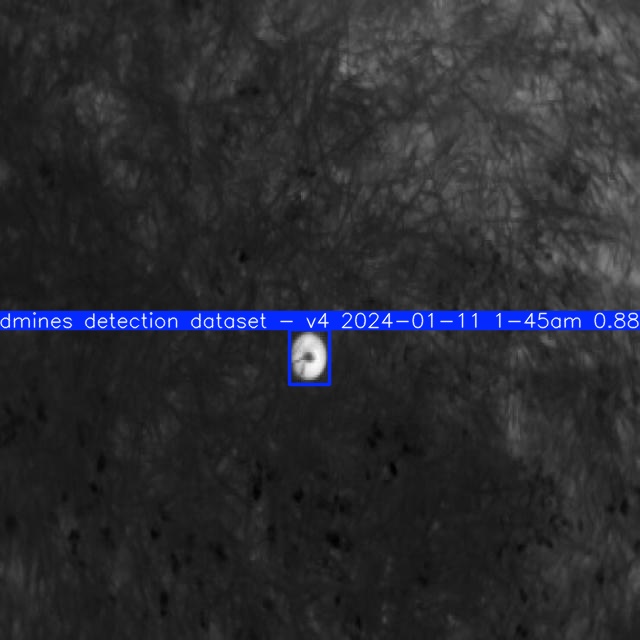 dmines detection dataset - v4 2024-01-11 1-45am 0.88